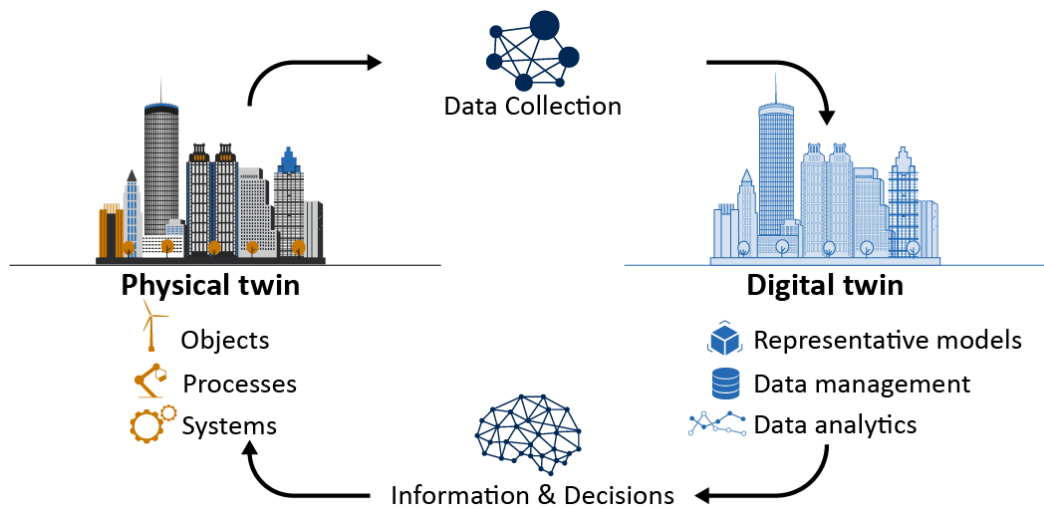 Data Collection
Physical twin
Digital twin
Objects
Processes
Systems
Representative models
Data management
Data analytics
Information & Decisions